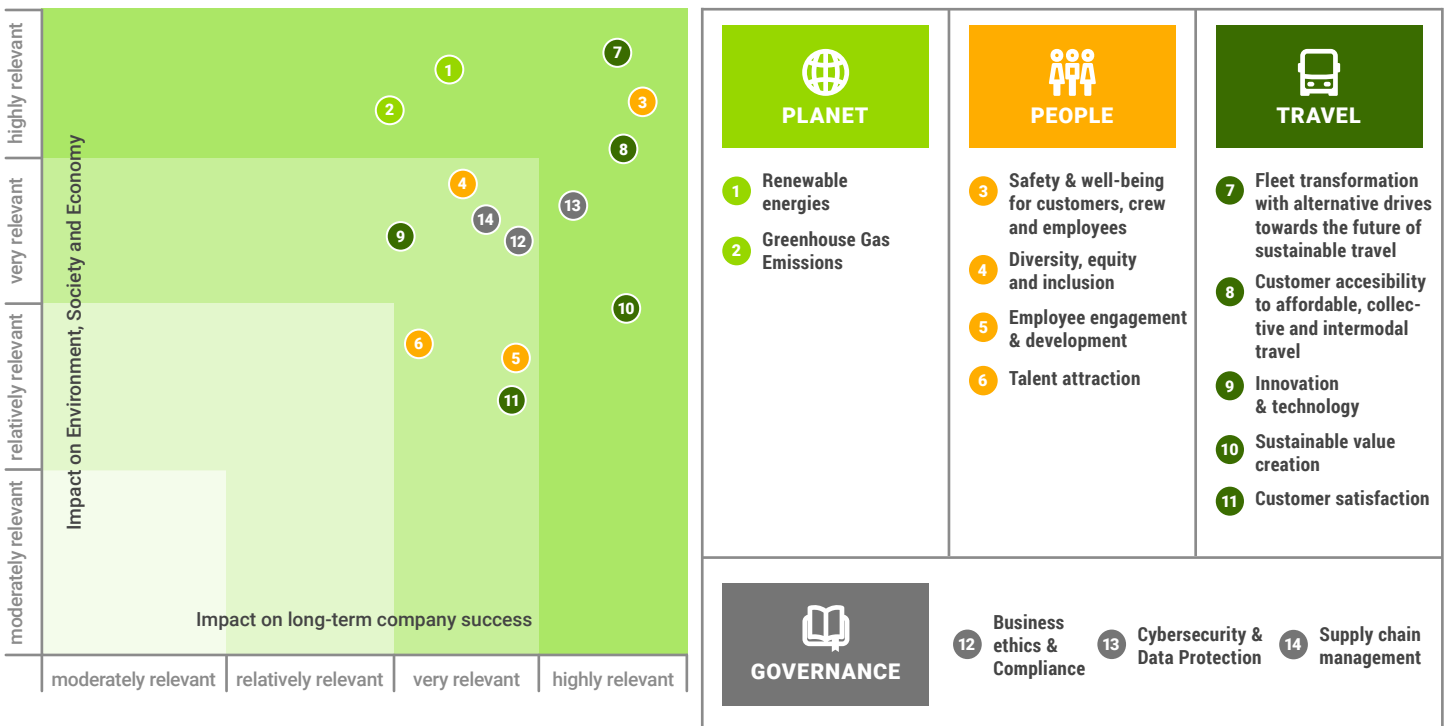 highly relevant
very relevant
relatively relevant
moderately relevant
Impact on Environment, Society and Economy
7
1
3
2
8
4
13
14
12
9
10
6
5
11
Impact on long-term company success
moderately relevant
relatively relevant
very relevant
highly relevant
PLANET
1 Renewable
energies
2 Greenhouse Gas
Emissions
PEOPLE
3 Safety & well-being
for customers, crew
and employees
4 Diversity, equity
and inclusion
5 Employee engagement
& development
6 Talent attraction
TRAVEL
7 Fleet transformation
with alternative drives
towards the future of
sustainable travel
8 Customer accesibility
to affordable, collec-
tive and intermodal
travel
9 Innovation
& technology
10 Sustainable value
creation
11 Customer satisfaction
GOVERNANCE
12 Business
ethics &
Compliance
13 Cybersecurity &
Data Protection
14 Supply chain
management